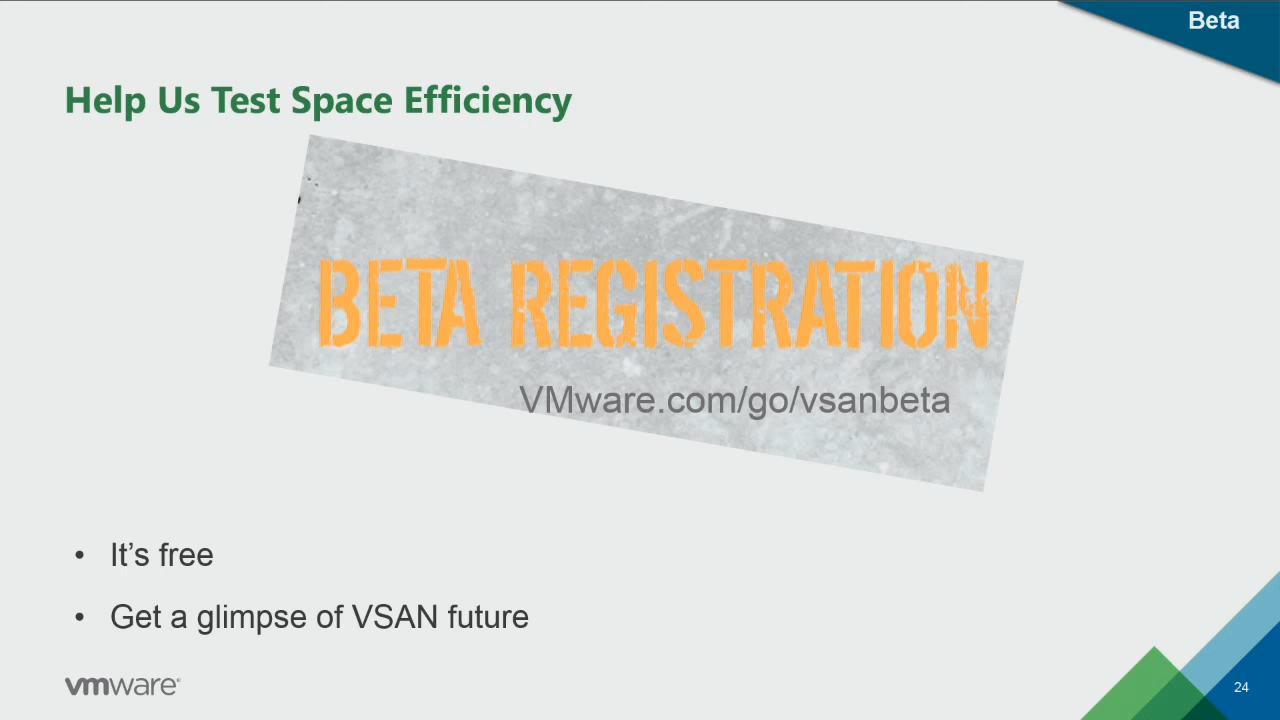 Beta
Help Us Test Space Efficiency
BETA REGISTRATION
VMware.com/go/vsanbeta
• It’s free
• Get a glimpse of VSAN future
vmware®
24